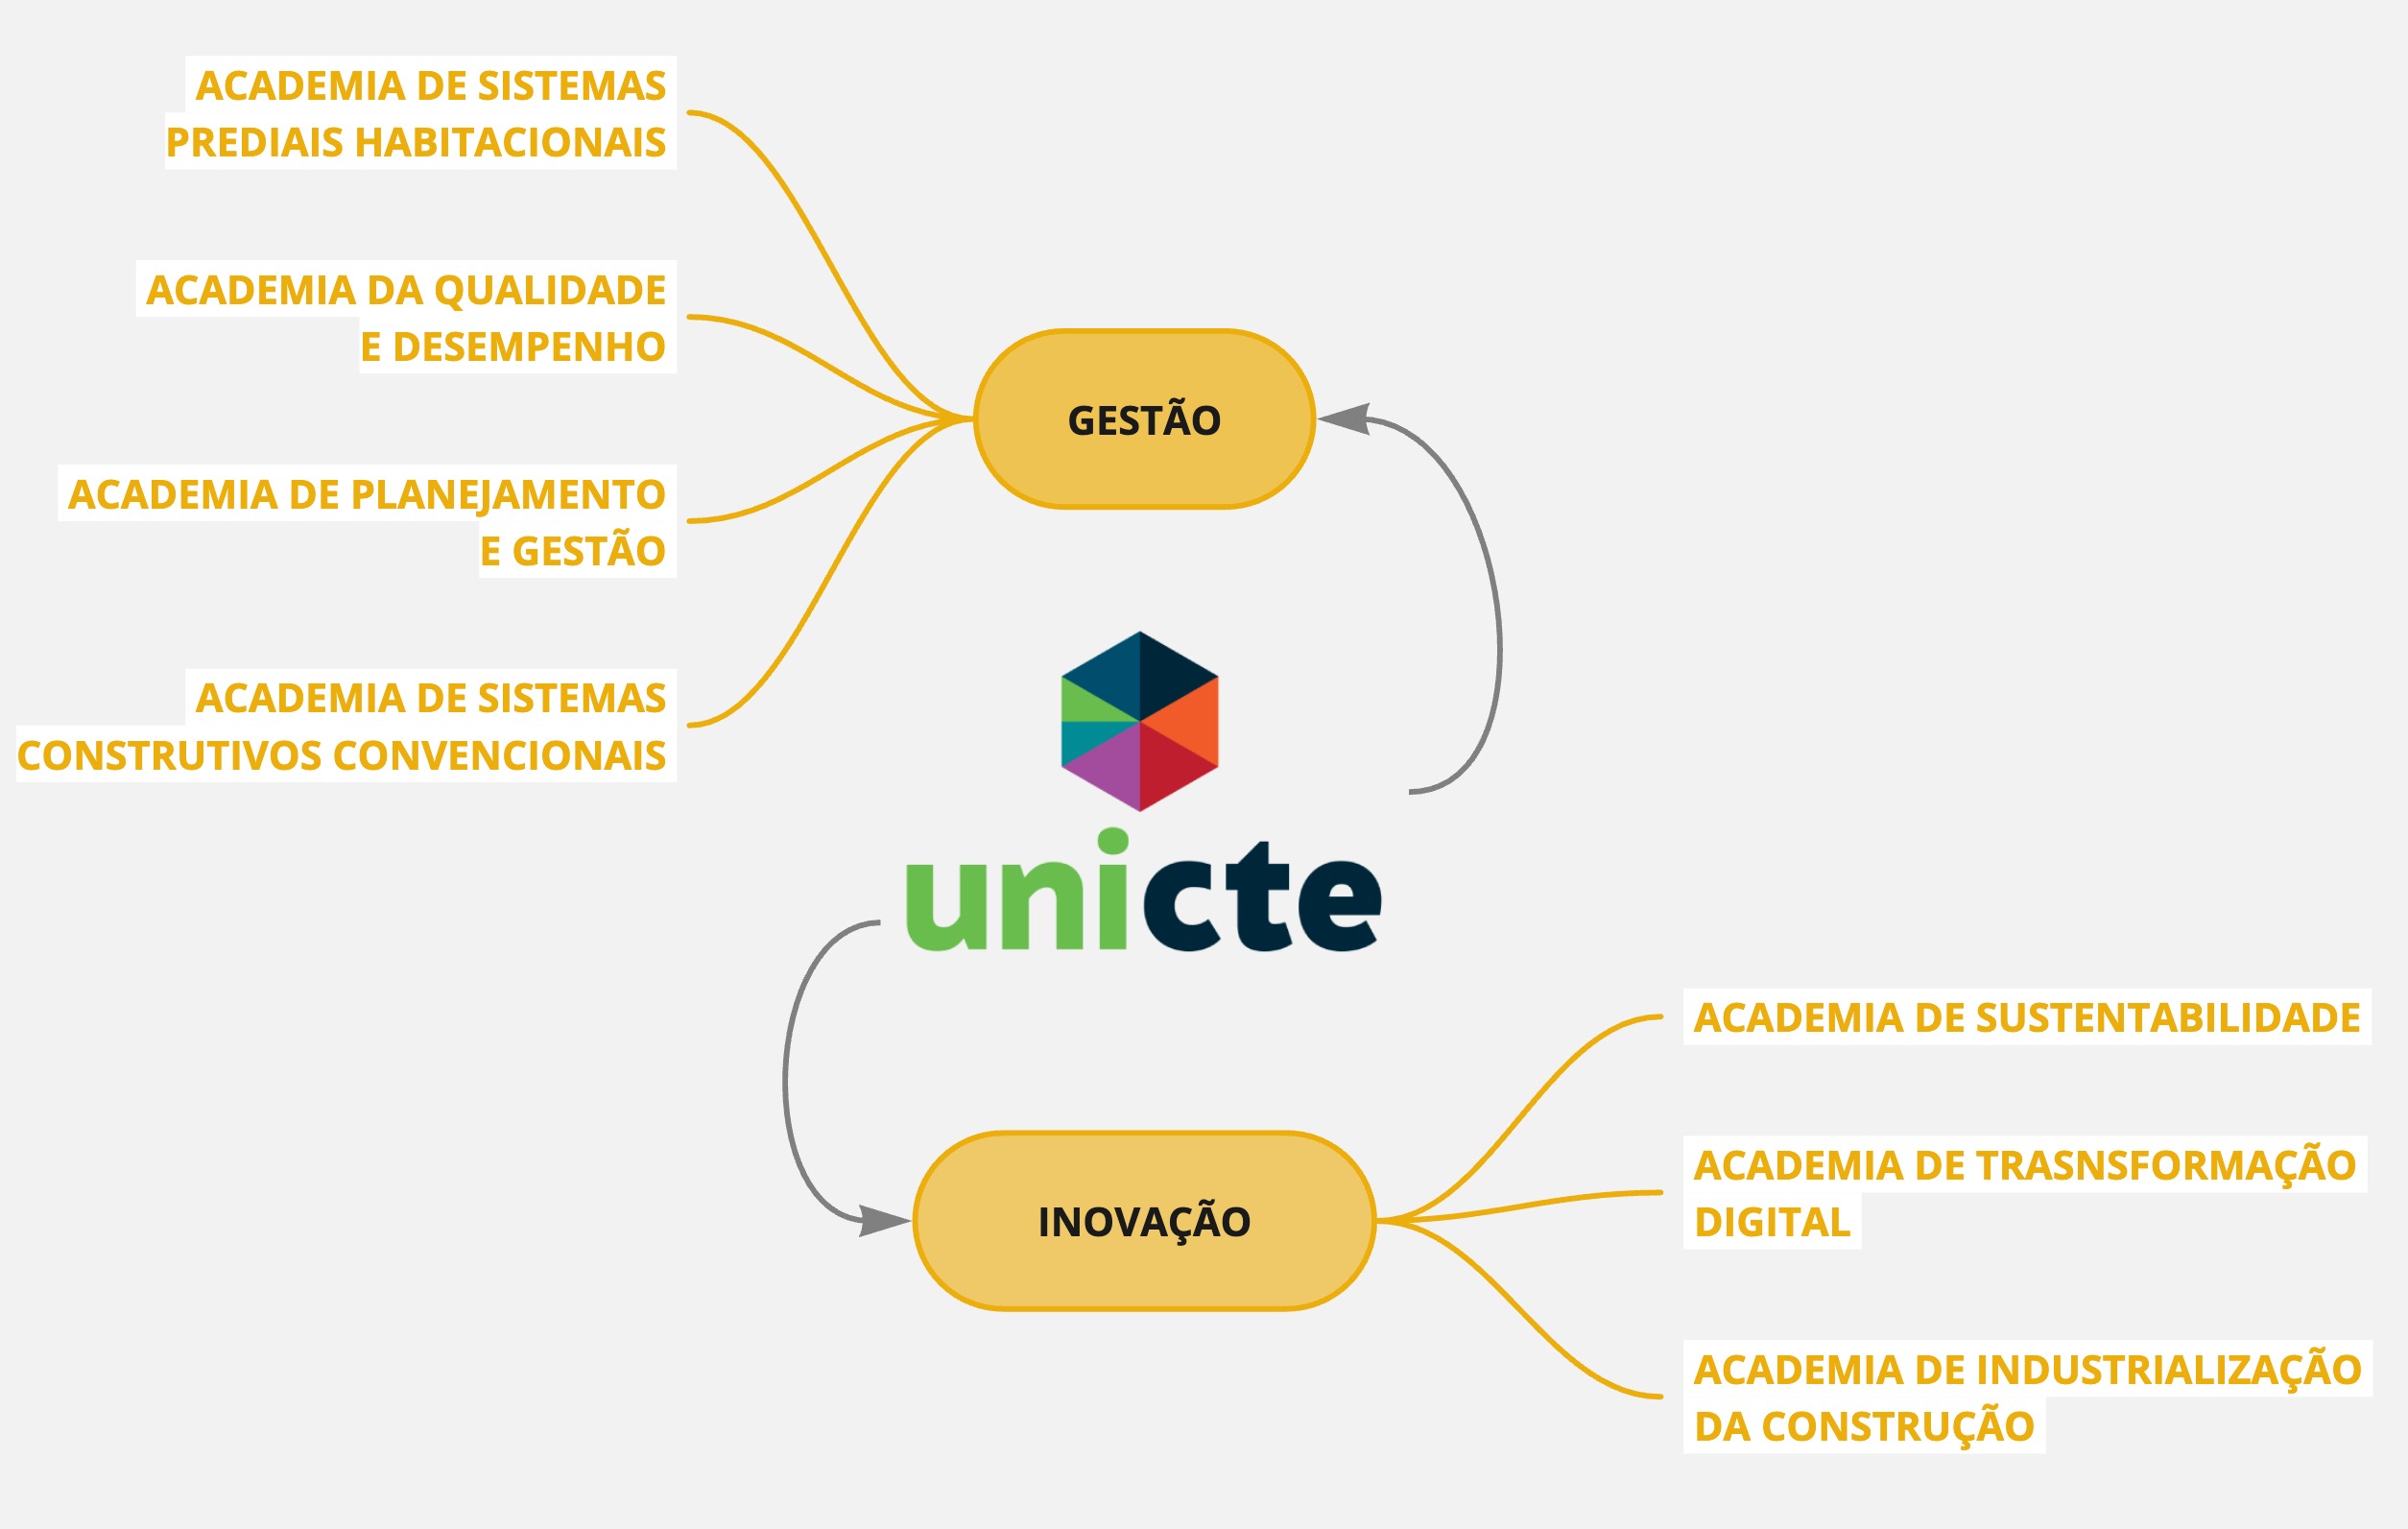 ACADEMIA DE SISTEMAS
PREDIAIS HABITACIONAIS
ACADEMIA DA QUALIDADE
E DESEMPENHO
ACADEMIA DE PLANEJAMENTO
E GESTÃO
ACADEMIA DE SISTEMAS
CONSTRUTIVOS CONVENCIONAIS
GESTÃO
unicte
INOVAÇÃO
ACADEMIA DE SUSTENTABILIDADE
ACADEMIA DE TRASNSFORMAÇÃO
DIGITAL
ACADEMIA DE INDUSTRIALIZAÇÃO
DA CONSTRUÇÃO